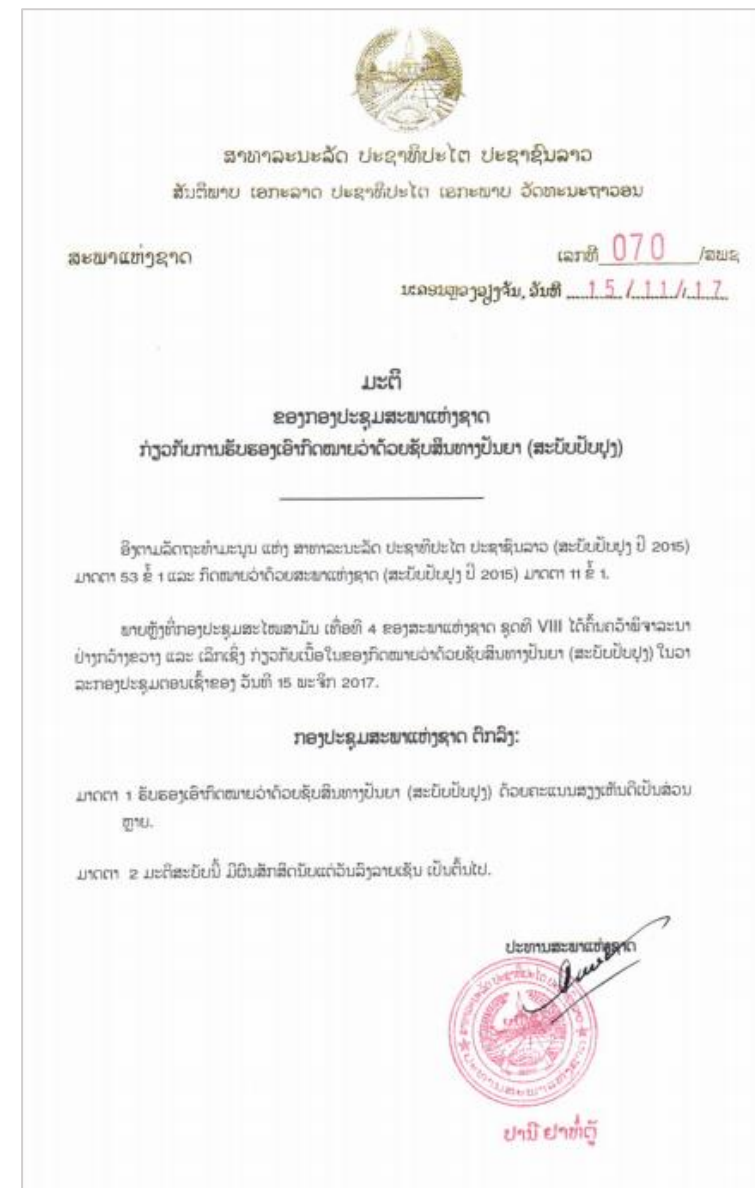 ສາທາລະນະລັດ ປະຊາທິປະໄຕ ປະຊາຊົນລາວ
ສັນຕິພາບ ເອກະລາດ ປະຊາທິປະໄຕ ເອກະພາບ ວັດທະນະຖາວອນ
ສະພາແຫ່ງຊາດ
ເລກທີ 070 /ສພຊ
ນະຄອນຫຼວງວຽງຈັນ, ວັນທີ 15/11/17
ມະຕິ
ຂອງກອງປະຊຸມສະພາແຫ່ງຊາດ
ກ່ຽວກັບການຮັບຮອງເອົາກົດໝາຍວ່າດ້ວຍຊັບສິນທາງປັນຍາ (ສະບັບປັບປຸງ)
ອີງຕາມລັດຖະທຳມະນູນ ແຫ່ງ ສາທາລະນະລັດ ປະຊາທິປະໄຕ ປະຊາຊົນລາວ (ສະບັບປັບປຸງ ປີ 2015)
ມາດຕາ 53 ຂໍ້ 1 ແລະ ກົດໝາຍວ່າດ້ວຍສະພາແຫ່ງຊາດ (ສະບັບປັບປຸງ ປີ 2015) ມາດຕາ 11 ຂໍ້ 1.
ພາຍຫຼັງທີ່ກອງປະຊຸມສະໄໝສາມັນ ເທື່ອທີ 4 ຂອງສະພາແຫ່ງຊາດ ຊຸດທີ VIII ໄດ້ຄົ້ນຄວ້າພິຈາລະນາ
ຢ່າງກວ້າງຂວາງ ແລະ ເລິກເຊິ່ງ ກ່ຽວກັບເນື້ອໃນຂອງກົດໝາຍວ່າດ້ວຍຊັບສິນທາງປັນຍາ (ສະບັບປັບປຸງ) ໃນວາ
ລະກອງປະຊຸມຕອນເຊົ້າຂອງ ວັນທີ 15 ພະຈິກ 2017.
ກອງປະຊຸມສະພາແຫ່ງຊາດ ຕົກລົງ:
ມາດຕາ 1 ຮັບຮອງເອົາກົດໝາຍວ່າດ້ວຍຊັບສິນທາງປັນຍາ (ສະບັບປັບປຸງ) ດ້ວຍຄະແນນສຽງເຫັນດີເປັນສ່ວນ
ຫຼາຍ.
ມາດຕາ 2 ມະຕິສະບັບນີ້ ມີຜົນສັກສິດນັບແຕ່ວັນລົງລາຍເຊັນ ເປັນຕົ້ນໄປ.
ປະທານສະພາແຫ່ງຊາດ
ປານີ ຢາທໍ່ຕູ້